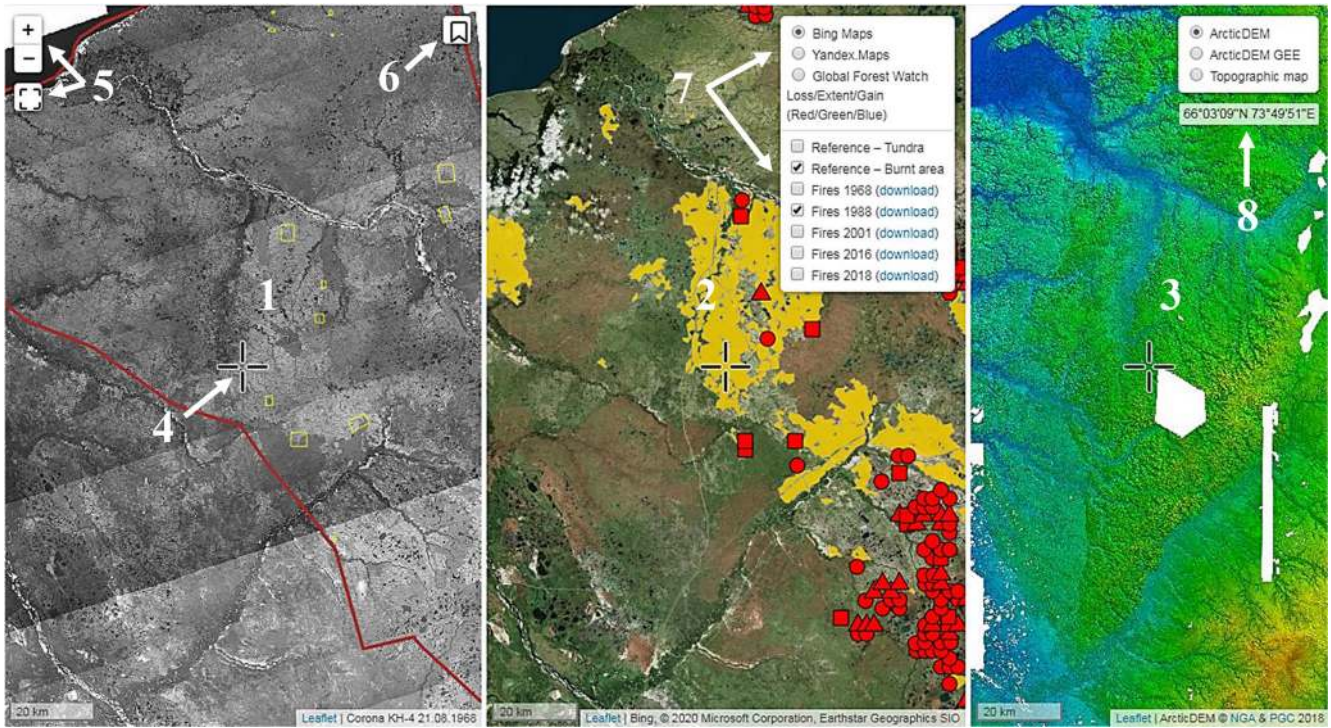 +
−
5
6
1
4
20 km
Leaflet | Corona KH-4 21.08.1968
Bing Maps
Yandex.Maps
Global Forest Watch
Loss/Extent/Gain
(Red/Green/Blue)
Reference – Tundra
Reference – Burnt area
Fires 1968 (download)
Fires 1988 (download)
Fires 2001 (download)
Fires 2016 (download)
Fires 2018 (download)
7
2
20 km
Leaflet | Bing, © 2020 Microsoft Corporation, Earthstar Geographics SIO
ArcticDEM
ArcticDEM GEE
Topographic map
66°03'09"N 73°49'51"E
8
3
20 km
Leaflet | ArcticDEM © NGA & PGC 2018